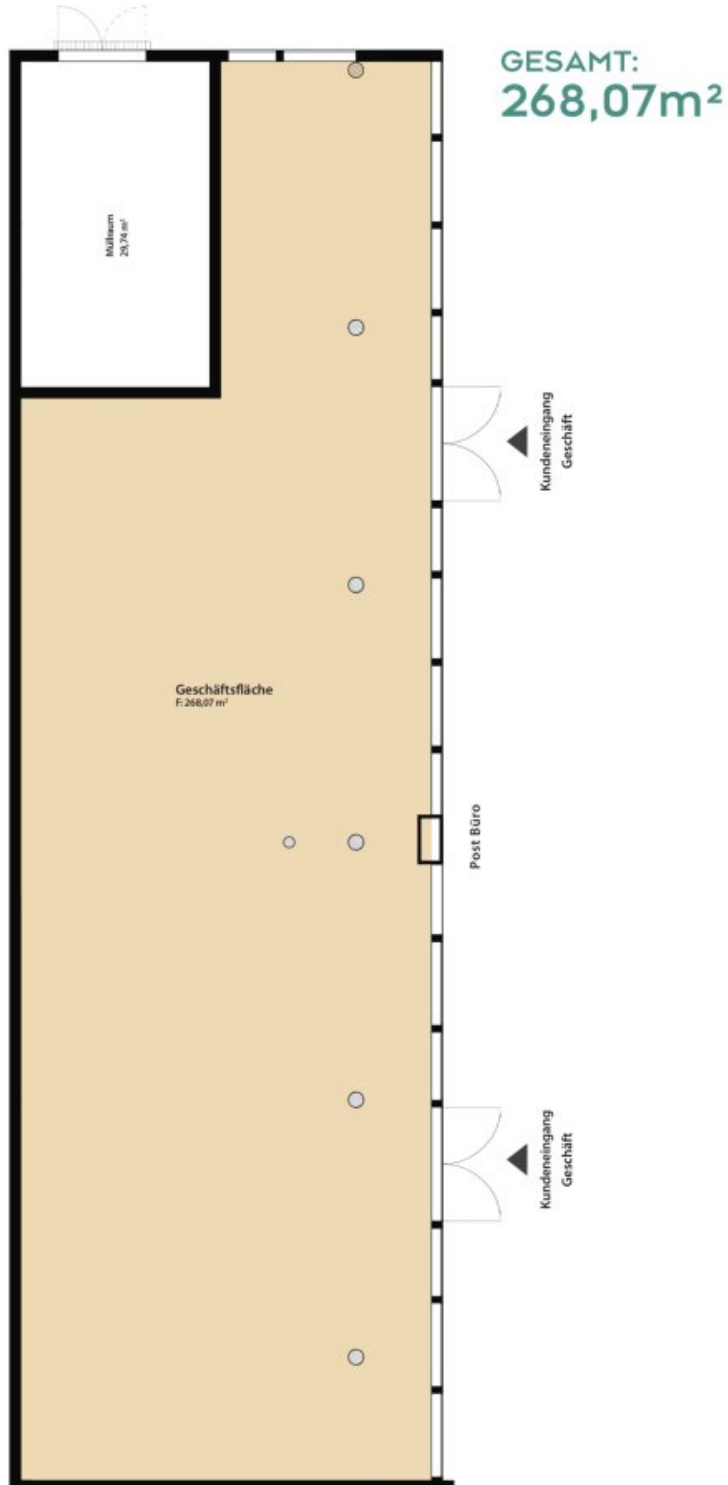 GESAMT:
268,07m²
Müllraum
29,74 m²
Kundeneingang
Geschäft
Geschäftsfläche
F: 268,07 m²
Post Büro
Kundeneingang
Geschäft